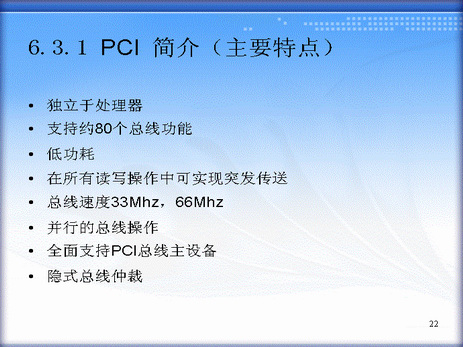 6.3.1 PCI 简介（主要特点）
• 独立于处理器
• 支持约80个总线功能
• 低功耗
• 在所有读写操作中可实现突发传送
• 总线速度33Mhz，66Mhz
• 并行的总线操作
• 全面支持PCI总线主设备
• 隐式总线仲裁
22